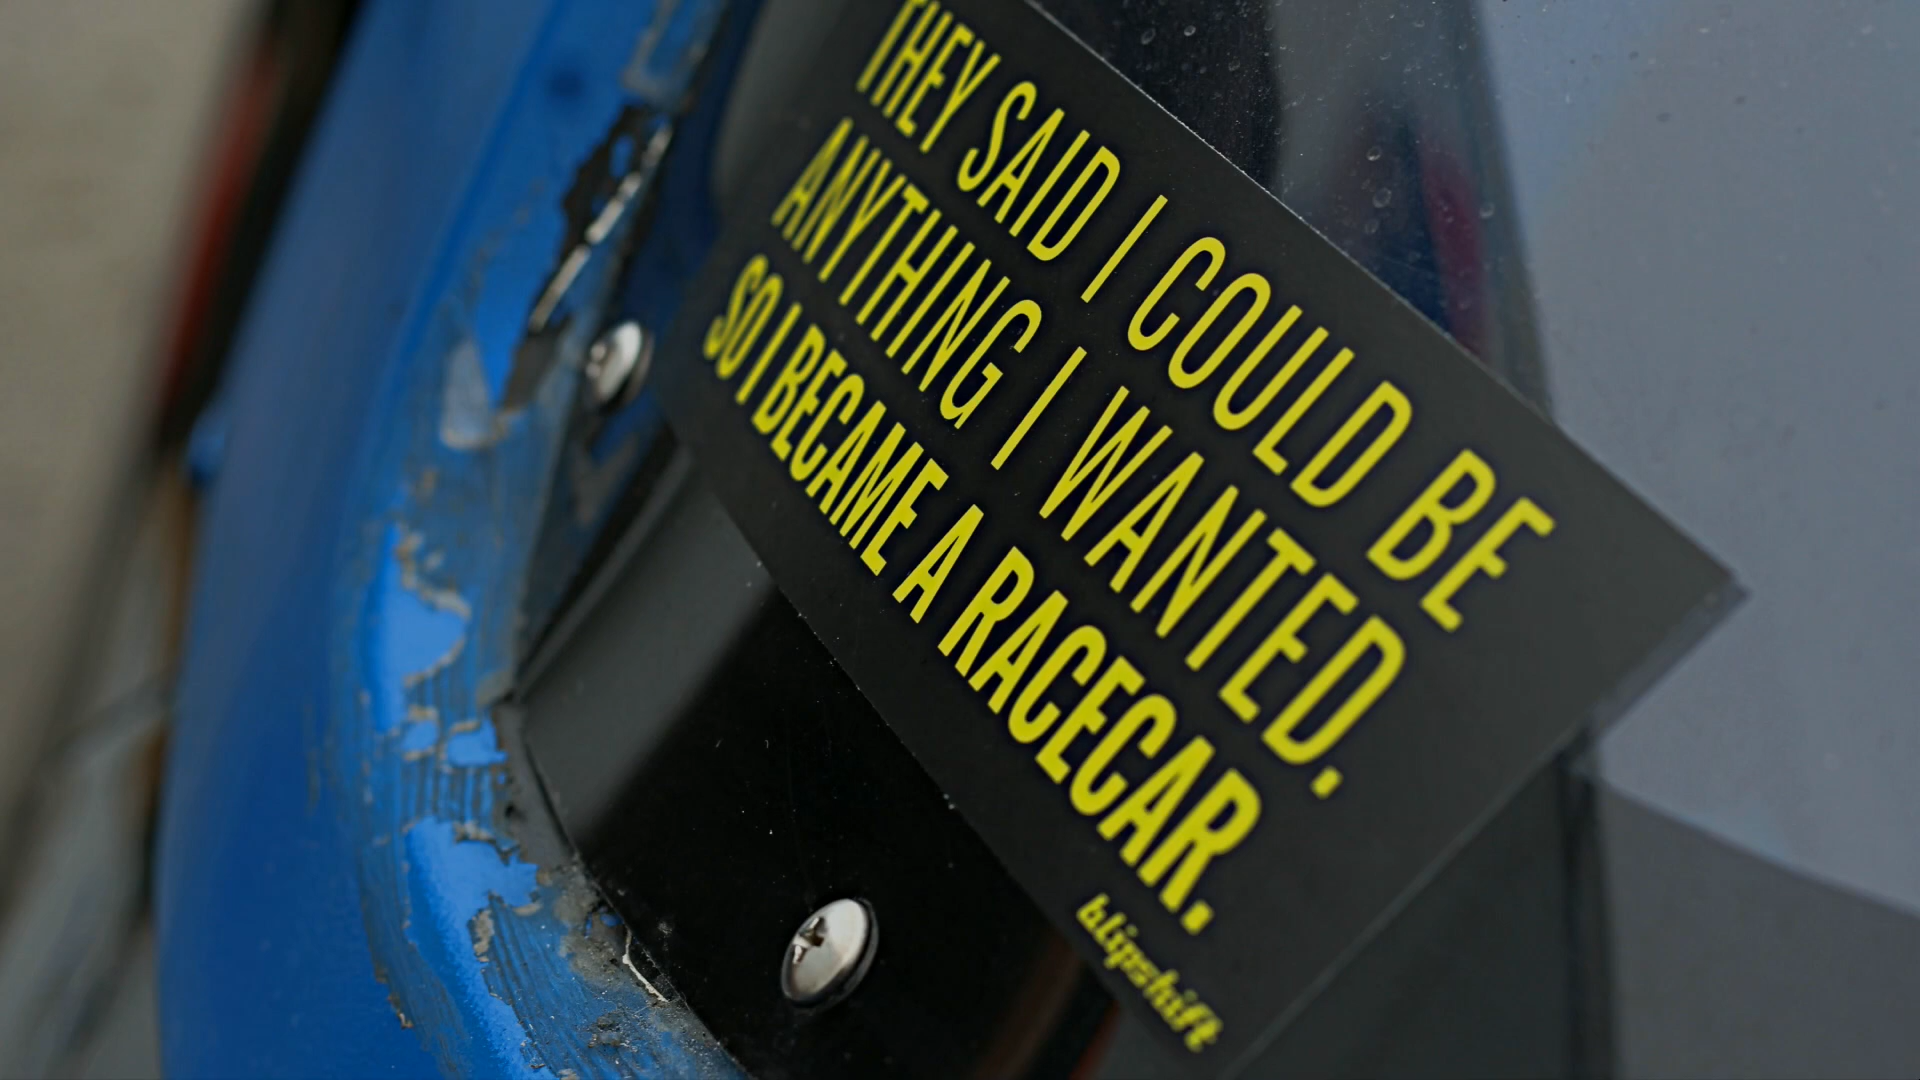 THEY SAID I COULD BE
ANYTHING I WANTED.
SO I BECAME A RACECAR.
blipshift